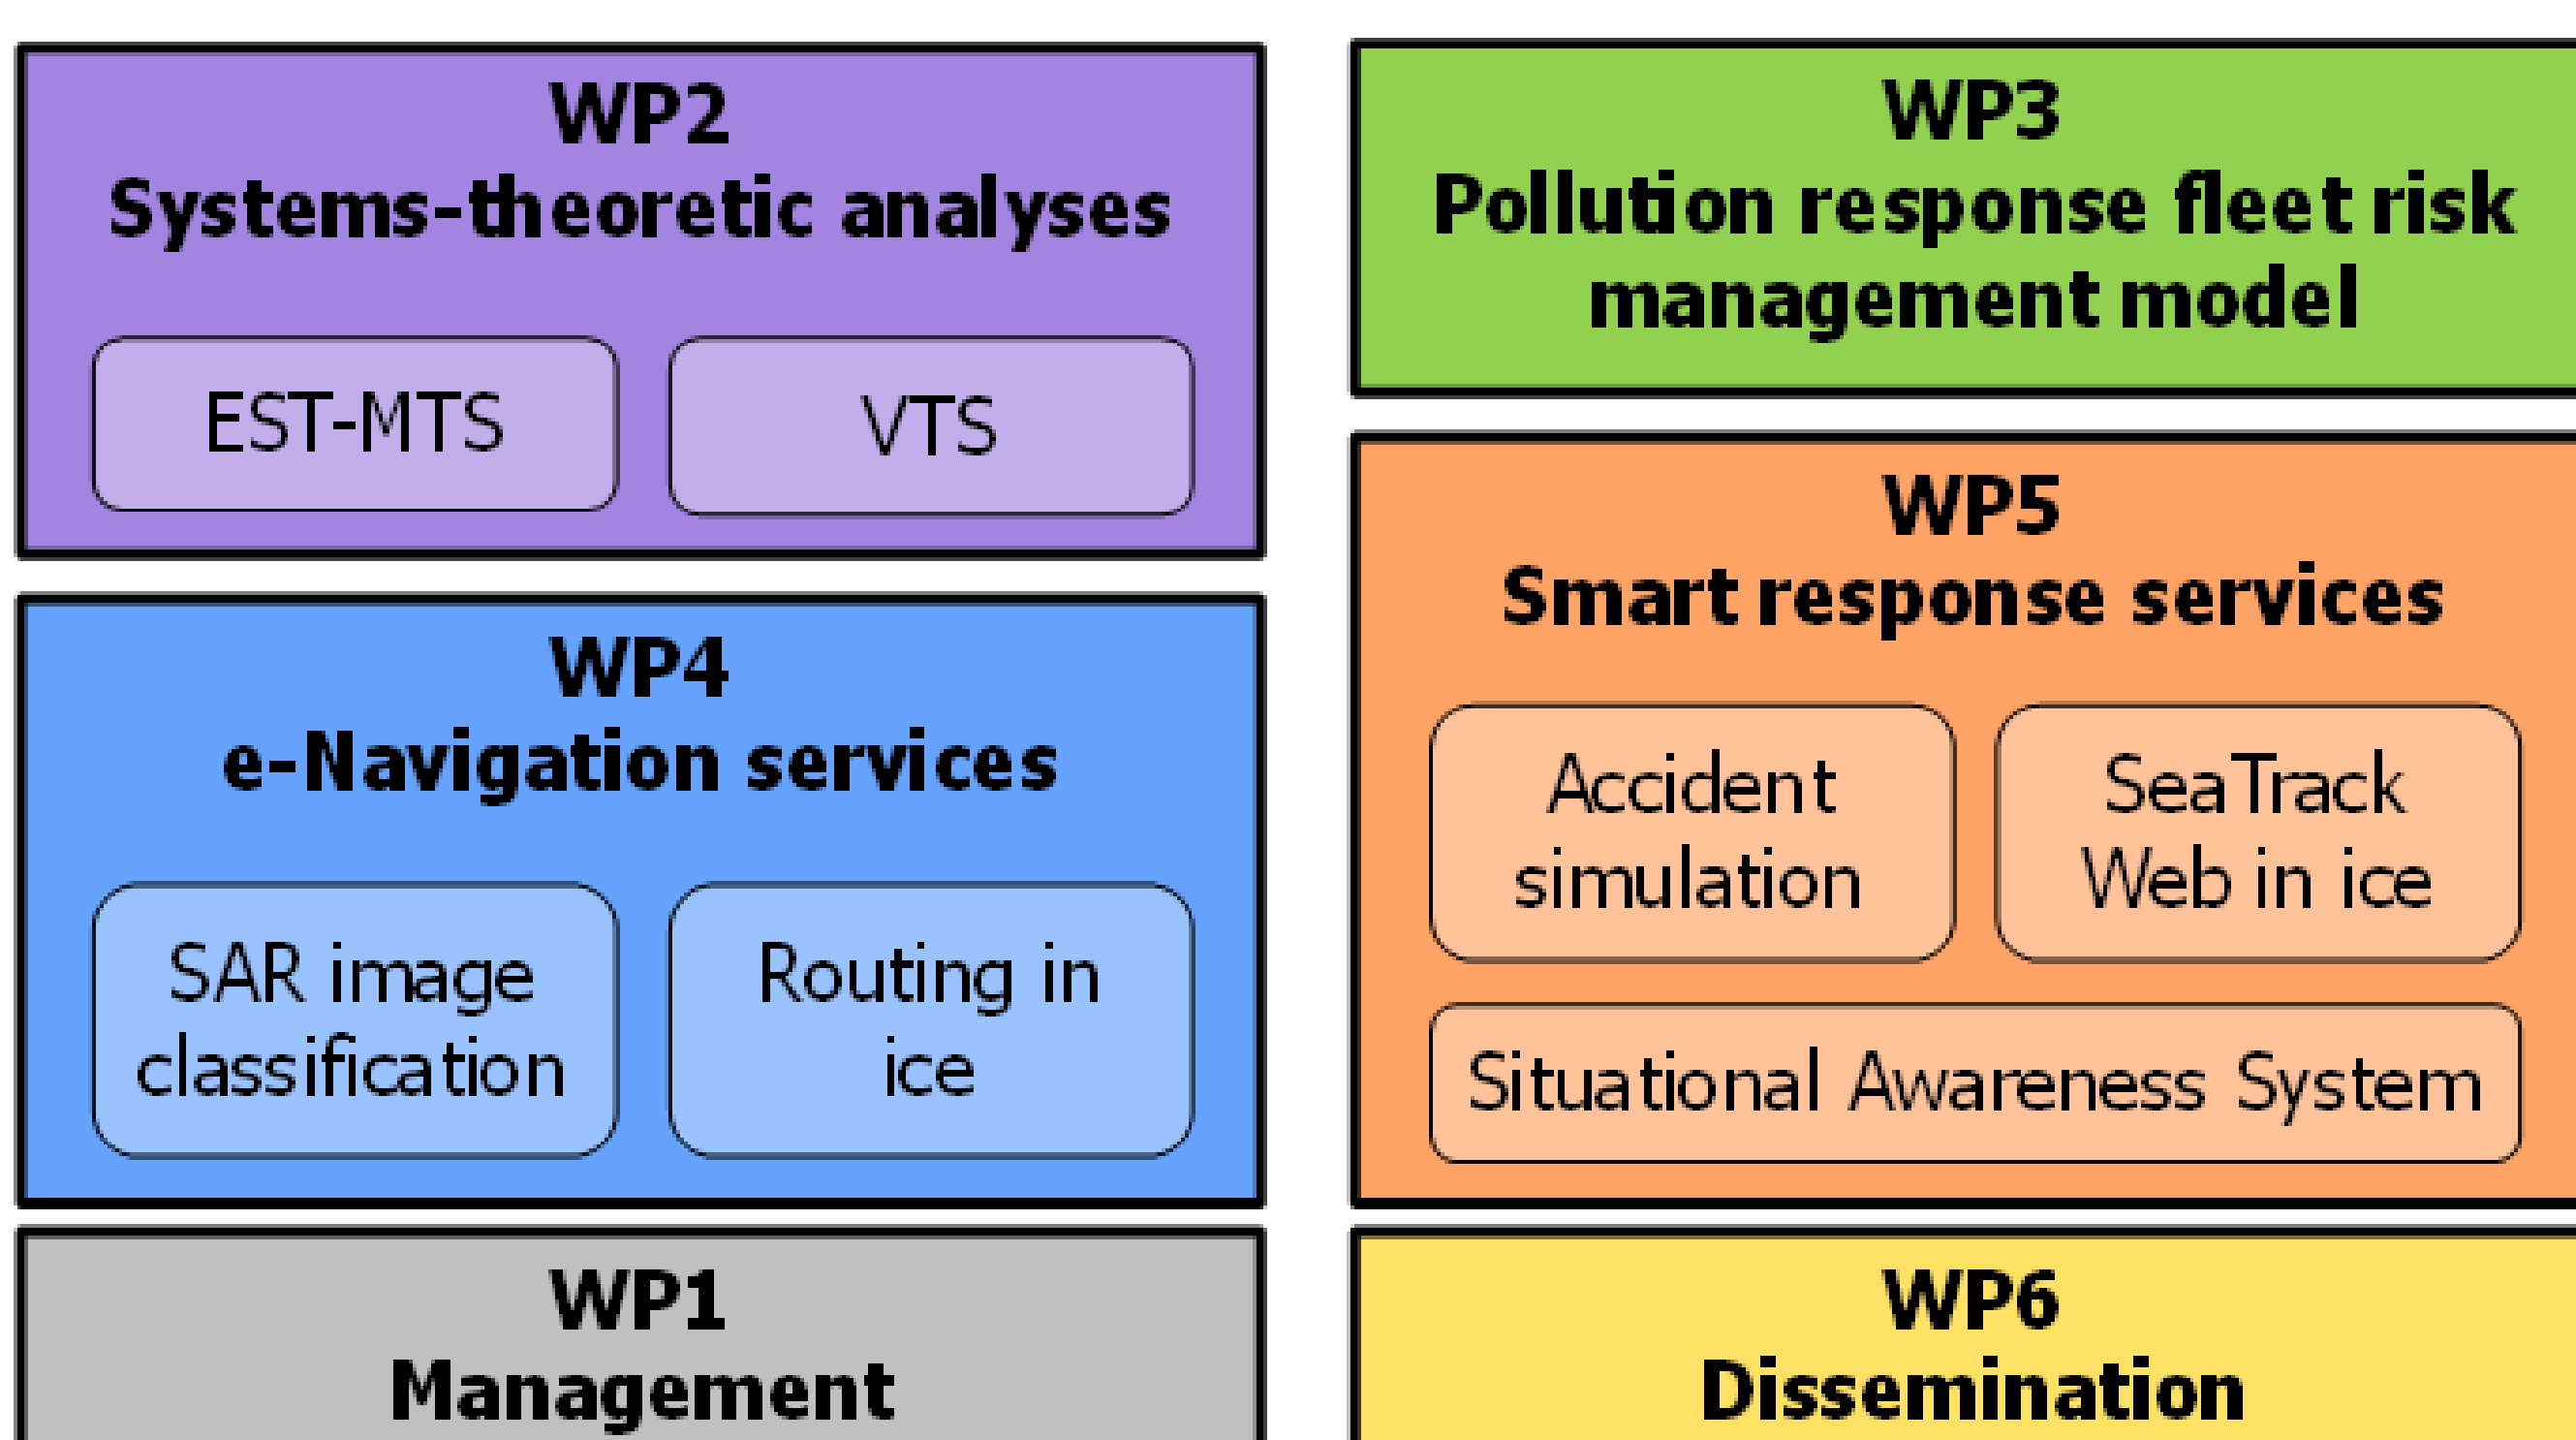 WP2
Systems-theoretic analyses
EST-MTS
VTS
WP3
Pollution response fleet risk
management model
WP4
e-Navigation services
SAR image
classification
Routing in
ice
WP5
Smart response services
Accident
simulation
SeaTrack
Web in ice
Situational Awareness System
WP1
Management
WP6
Dissemination